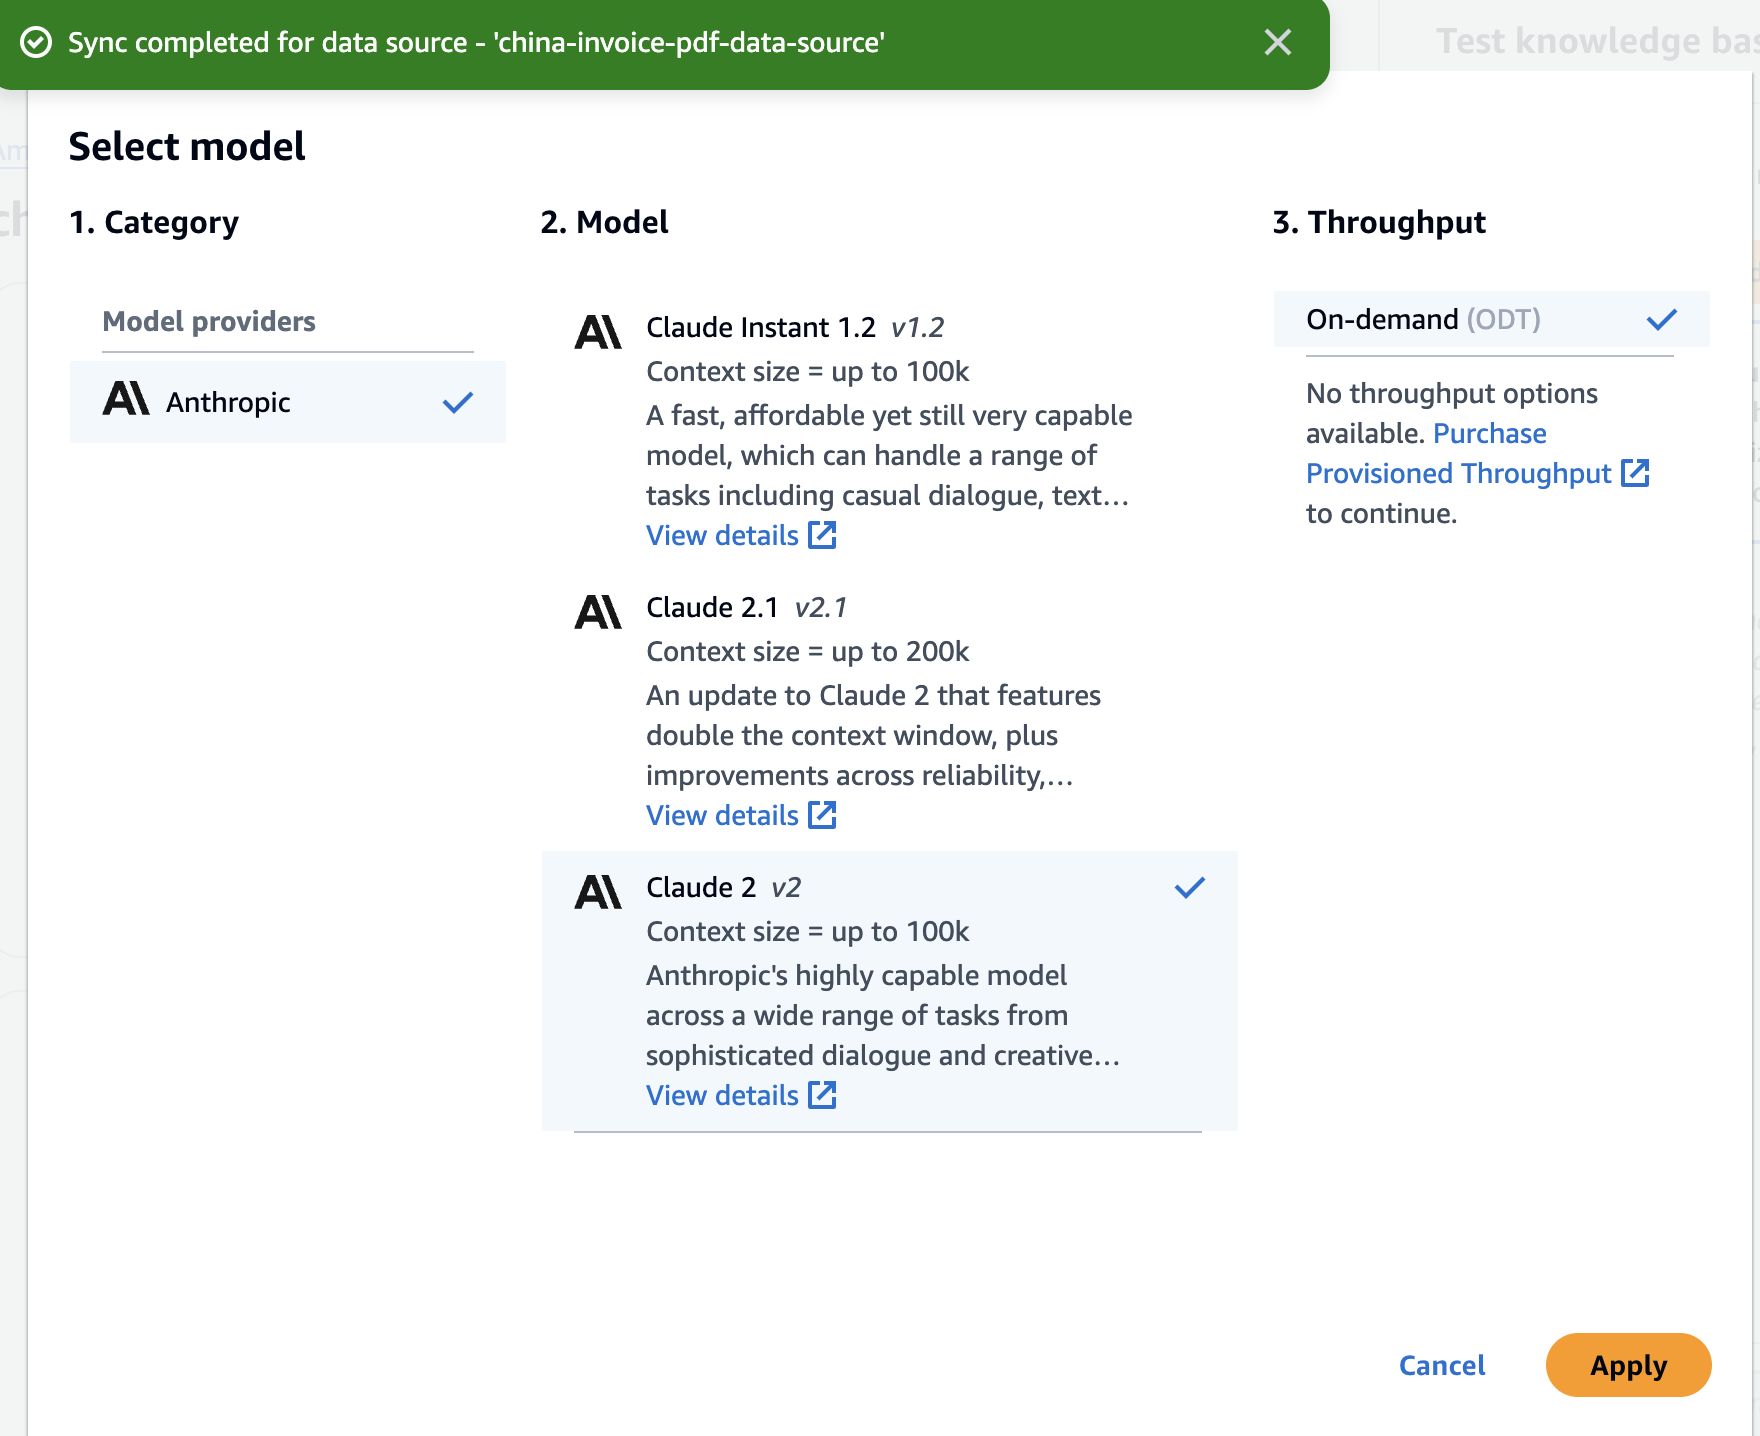 Sync completed for data source - 'china-invoice-pdf-data-source'
Test knowledge bas
Select model
1. Category
Model providers
Anthropic
2. Model
Claude Instant 1.2 v1.2
Context size = up to 100k
A fast, affordable yet still very capable
model, which can handle a range of
tasks including casual dialogue, text...
View details
Claude 2.1 v2.1
Context size = up to 200k
An update to Claude 2 that features
double the context window, plus
improvements across reliability,...
View details
Claude 2 v2
Context size = up to 100k
Anthropic's highly capable model
across a wide range of tasks from
sophisticated dialogue and creative...
View details
3. Throughput
On-demand (ODT)
No throughput options
available. Purchase
Provisioned Throughput
to continue.
Cancel
Apply